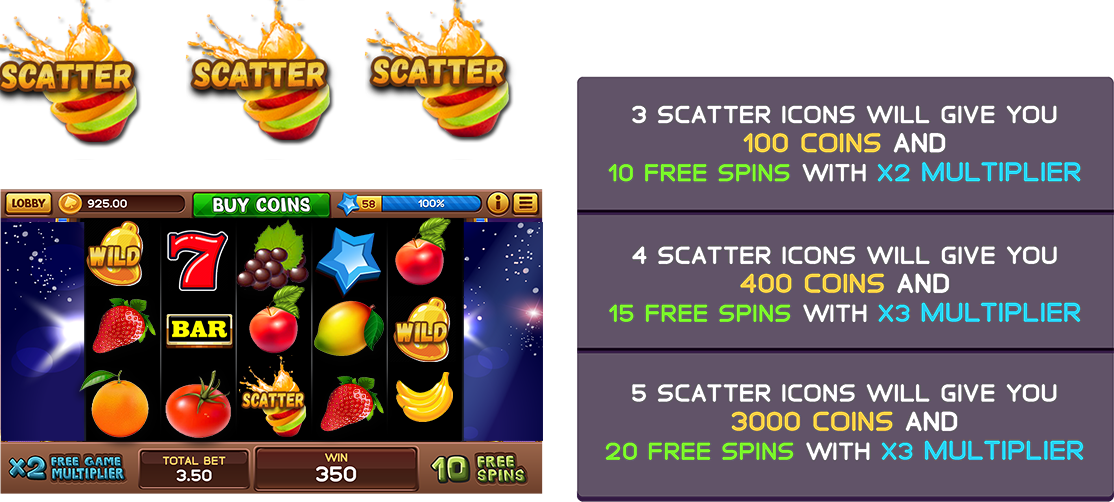 SCATTER
SCATTER
SCATTER
LOBBY
925.00
BUY COINS
58
100%
i
WILD
7
BAR
WILD
SCATTER
X2 FREE GAME
MULTIPLIER
TOTAL BET
3.50
WIN
350
10 FREE
SPINS
3 SCATTER ICONS WILL GIVE YOU
100 COINS AND
10 FREE SPINS WITH X2 MULTIPLIER
4 SCATTER ICONS WILL GIVE YOU
400 COINS AND
15 FREE SPINS WITH X3 MULTIPLIER
5 SCATTER ICONS WILL GIVE YOU
3000 COINS AND
20 FREE SPINS WITH X3 MULTIPLIER